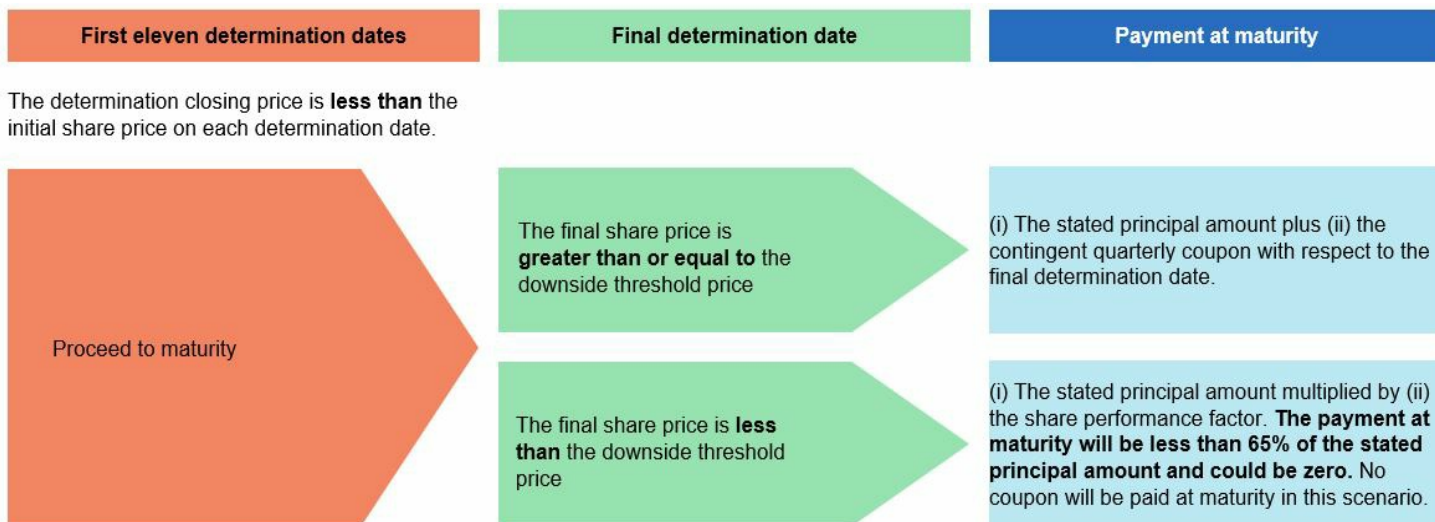 First eleven determination dates
Final determination date
Payment at maturity
The determination closing price is less than the
initial share price on each determination date.
Proceed to maturity
The final share price is
greater than or equal to the
downside threshold price
(i) The stated principal amount plus (ii) the
contingent quarterly coupon with respect to the
final determination date.
The final share price is less
than the downside threshold
price
(i) The stated principal amount multiplied by (ii)
the share performance factor. The payment at
maturity will be less than 65% of the stated
principal amount and could be zero. No
coupon will be paid at maturity in this scenario.